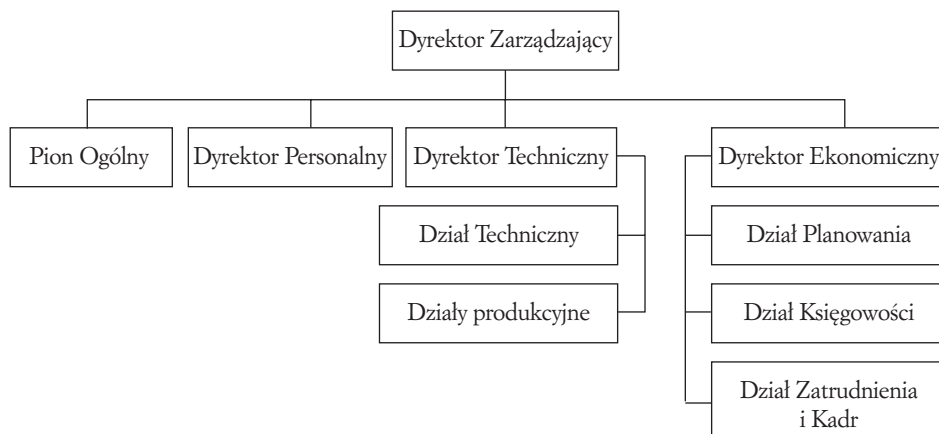 Dyrektor Zarządzający
Pion Ogólny
Dyrektor Personalny
Dyrektor Techniczny
Dyrektor Ekonomiczny
Dział Techniczny
Dział Planowania
Działy produkcyjne
Dział Księgowości
Dział Zatrudnienia
i Kadr